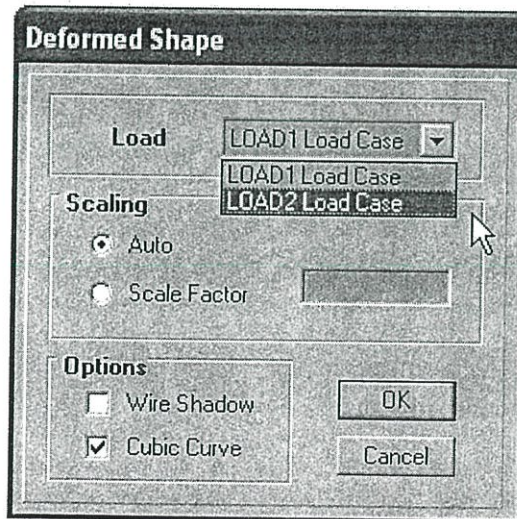 Deformed Shape
Load
LOAD1 Load Case
LOAD1 Load Case
LOAD2 Load Case
Scaling
Auto
Scale Factor
Options
Wire Shadow
Cubic Curve
OK
Cancel